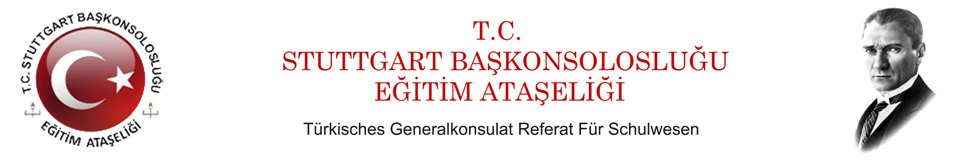 T.C. STUTTGART BAŞKONSOLOSLUĞU
EĞİTİM ATAŞELİĞİ
T.C.
STUTTGART BAŞKONSOLOSLUĞU
EĞİTİM ATAŞELİĞİ
Türkisches Generalkonsulat Referat Für Schulwesen